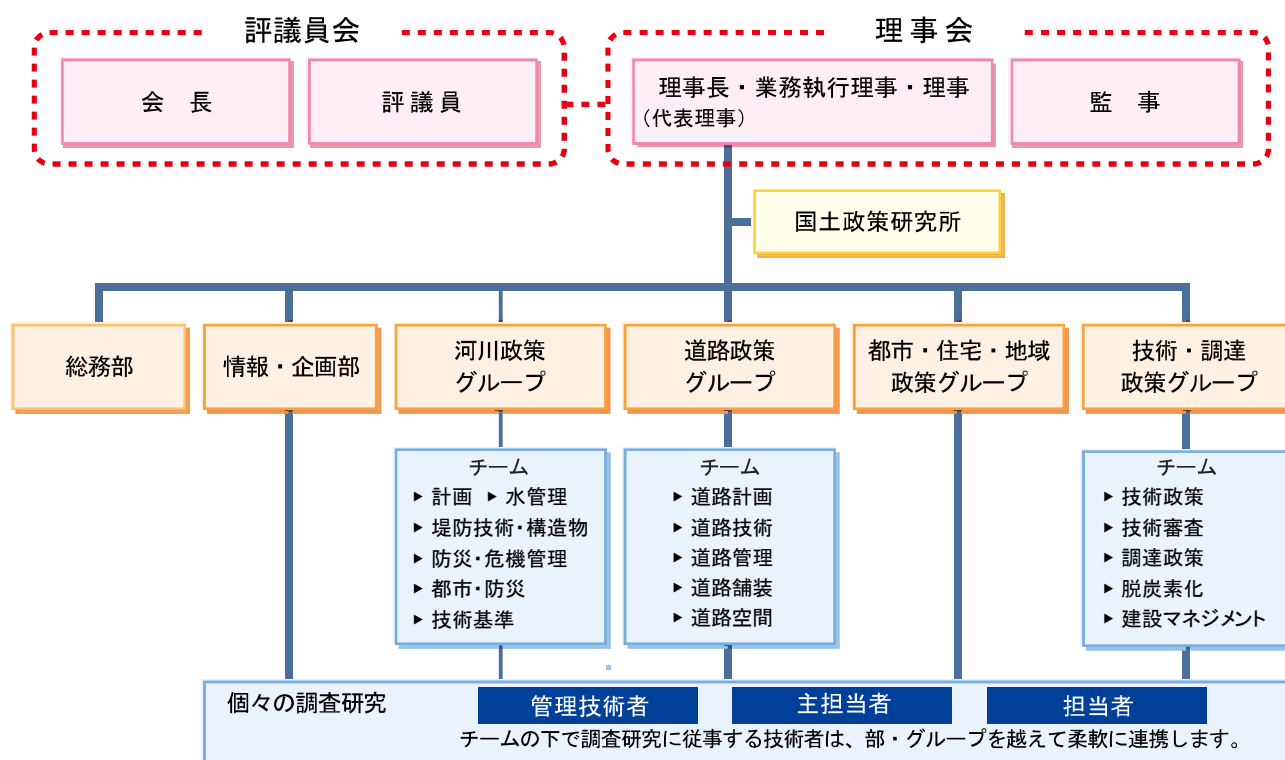 評議員会
理事会
会　長
評議員
理事長・業務執行理事・理事
（代表理事）
監　事
国土政策研究所
総務部
情報・企画部
河川政策
グループ
道路政策
グループ
都市・住宅・地域
政策グループ
技術・調達
政策グループ
チーム
▶ 計画 ▶ 水管理
▶ 堤防技術・構造物
▶ 防災・危機管理
▶ 都市・防災
▶ 技術基準
チーム
▶ 道路計画
▶ 道路技術
▶ 道路管理
▶ 道路舗装
▶ 道路空間
チーム
▶ 技術政策
▶ 技術審査
▶ 調達政策
▶ 脱炭素化
▶ 建設マネジメント
個々の調査研究
管理技術者
主担当者
担当者
チームの下で調査研究に従事する技術者は、部・グループを越えて柔軟に連携します。